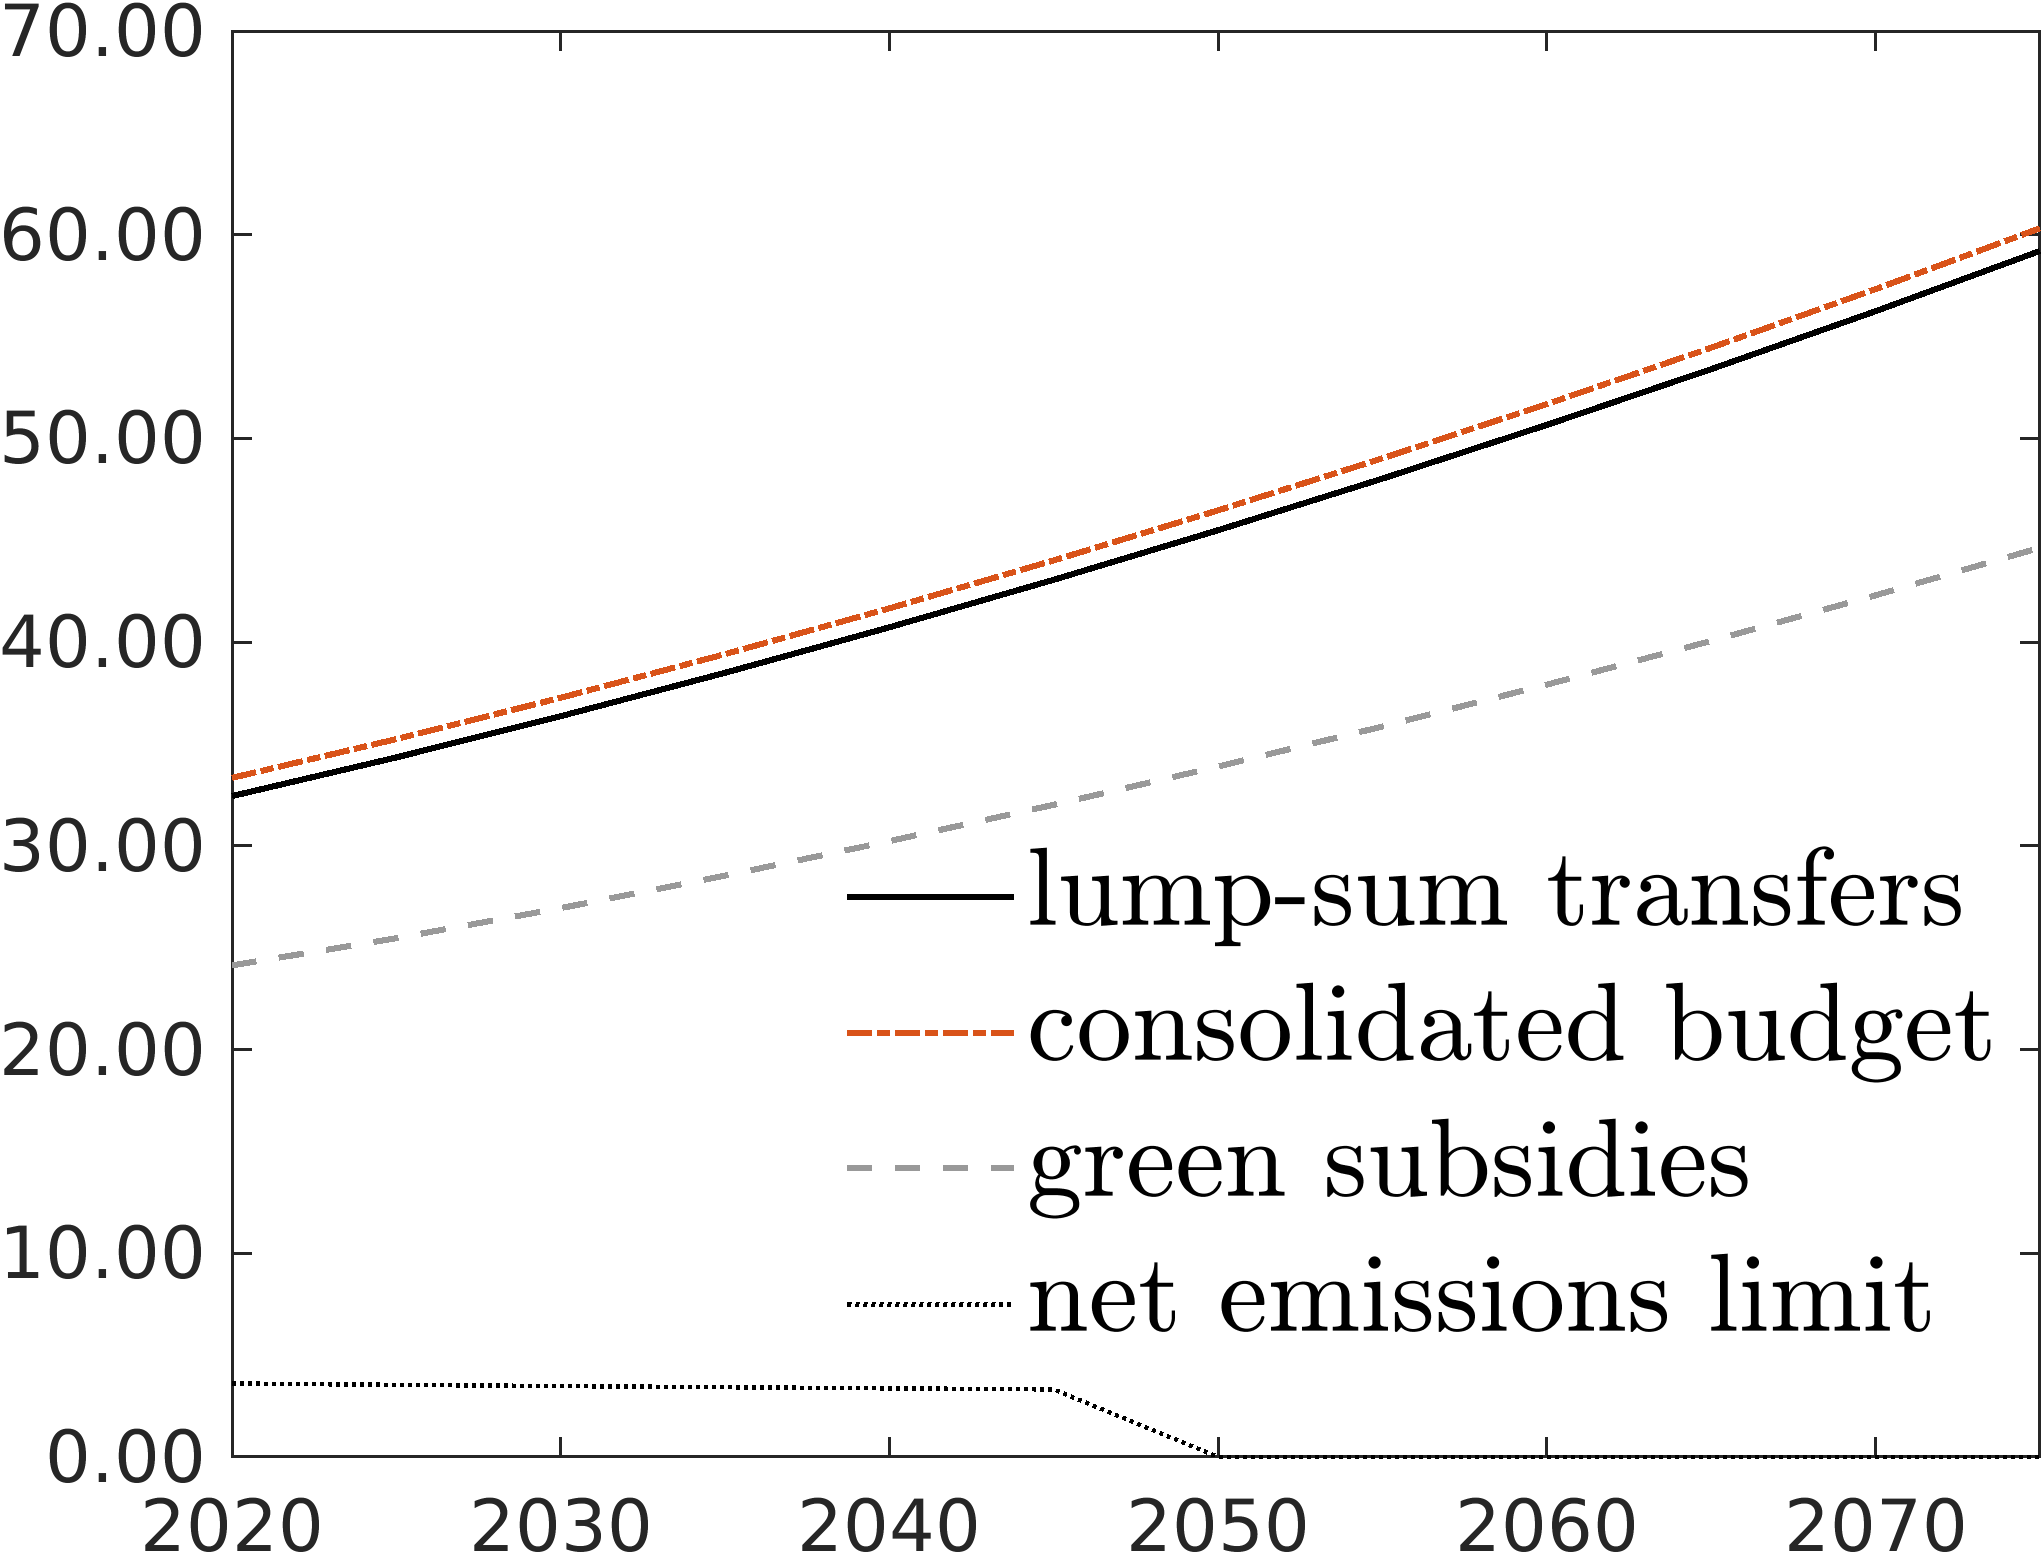 70.00
60.00
50.00
40.00
30.00
20.00
10.00
0.00
lump-sum transfers
consolidated budget
green subsidies
net emissions limit
2020 2030 2040 2050 2060 2070